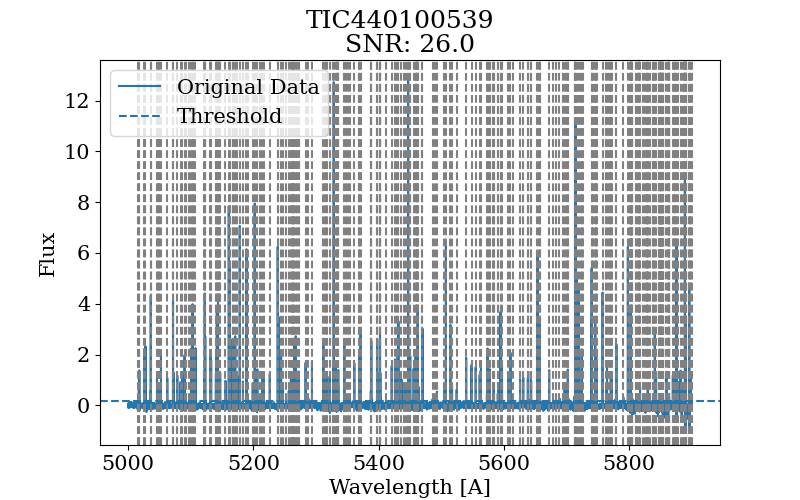 TIC440100539
SNR: 26.0
Original Data
Threshold
12
10
8
6
4
2
0
Flux
5000 5200 5400 5600 5800
Wavelength [A]